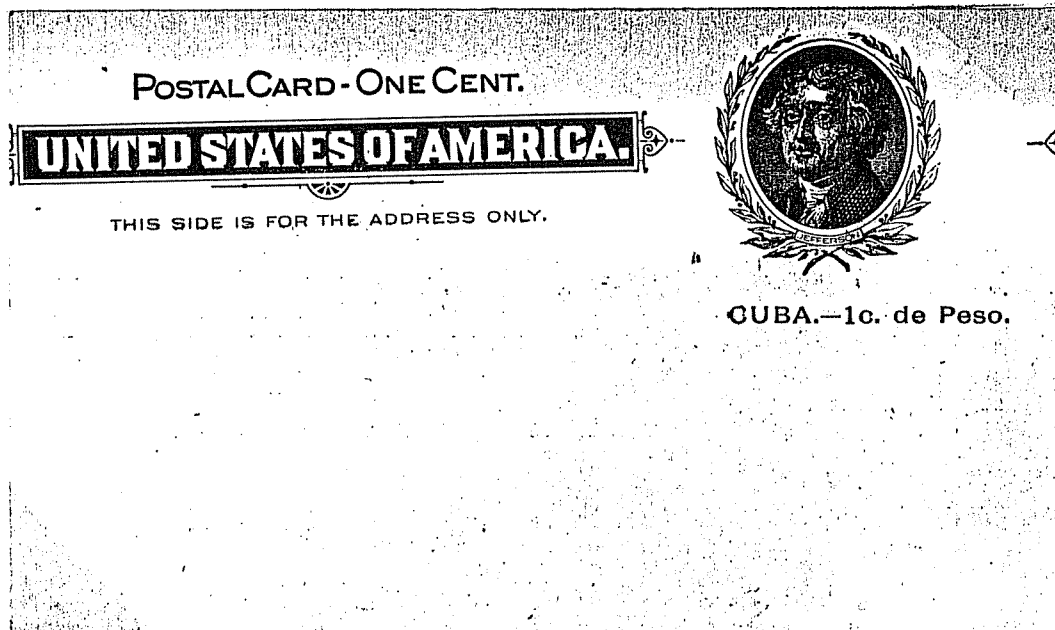 POSTAL CARD - ONE CENT.
UNITED STATES OF AMERICA.
THIS SIDE IS FOR THE ADDRESS ONLY.
JEFFERSON
CUBA.—1c. de Peso.